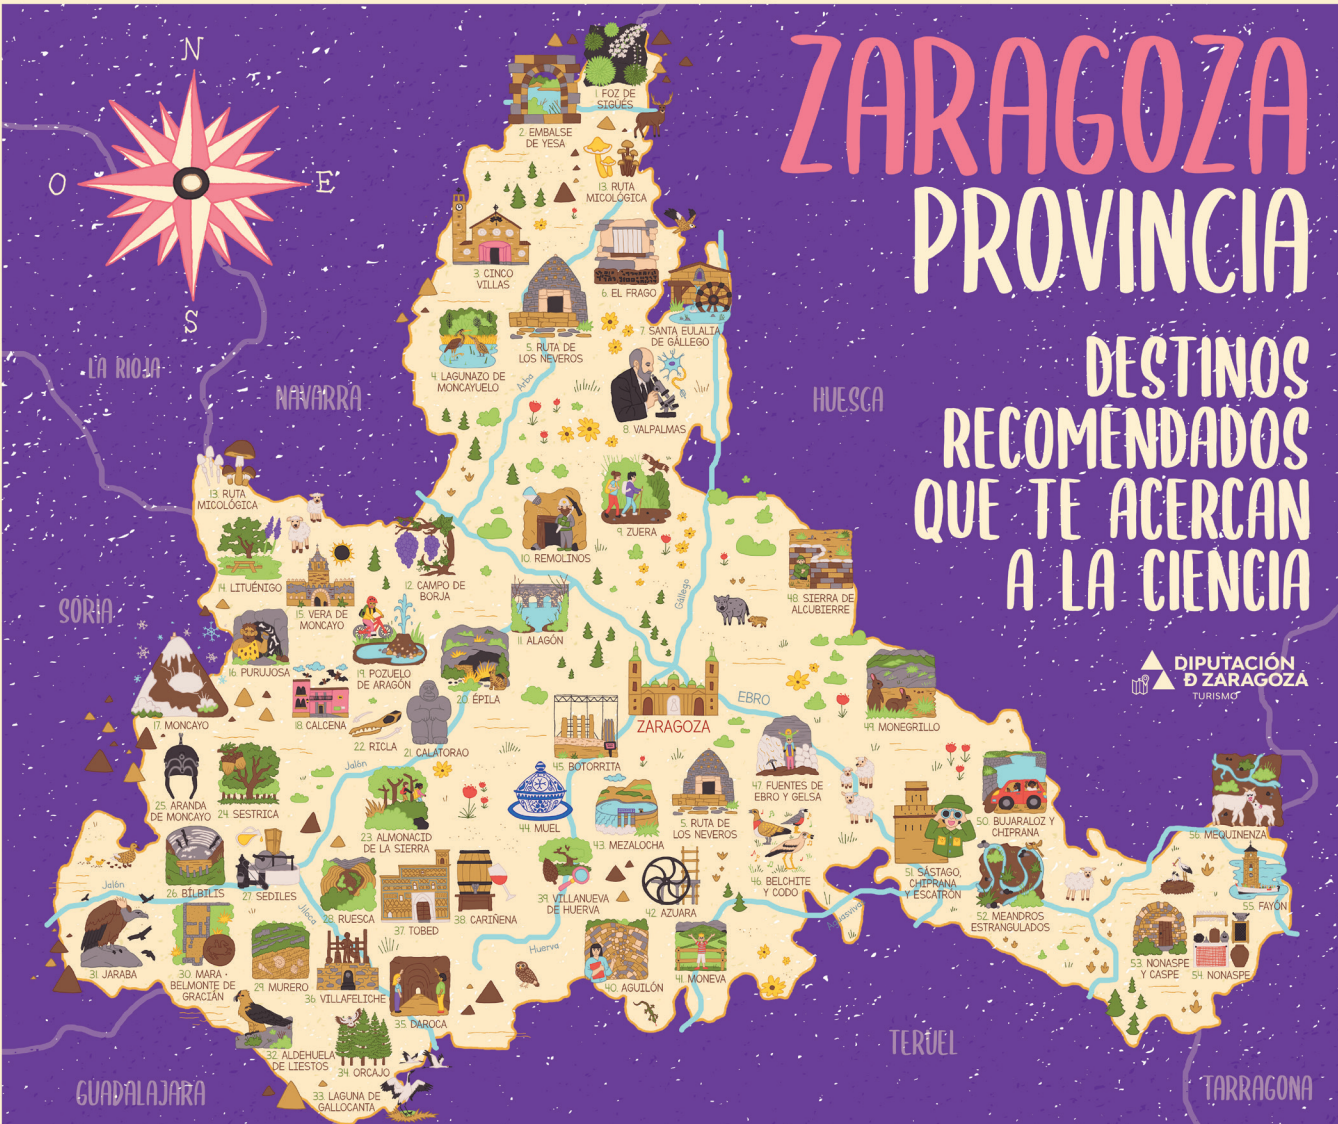 ZARAGOZA
PROVINCIA
DESTINOS
RECOMENDADOS
QUE TE ACERCAN
A LA CIENCIA
DIPUTACIÓN
D ZARAGOZA
TURISMO
N
O
E
S
LA RIOJA
NAVARRA
HUESCA
SORIA
GUADALAJARA
TERUEL
TARRAGONA
1. FOZ DE
SIGÜÉS
2. EMBALSE
DE YESA
13. RUTA
MICOLÓGICA
3. CINCO
VILLAS
6. EL FRAGO
7. SANTA EULALIA
DE GÁLLEGO
5. RUTA DE
LOS NEVEROS
4. LAGUNAZO DE
MONCAYUELO
Arba
8. VALPALMAS
13. RUTA
MICOLÓGICA
9. ZUERA
10. REMOLINOS
14. LITUÉNIGO
12. CAMPO DE
BORJA
15. VERA DE
MONCAYO
Gállego
48. SIERRA DE
ALCUBIERRE
11. ALAGÓN
16. PURUJOSA
19. POZUELO
DE ARAGÓN
20. ÉPILA
17. MONCAYO
18. CALCENA
22. RICLA
21. CALATORAO
ZARAGOZA
EBRO
49. MONEGRILLO
Jalón
45. BOTORRITA
25. ARANDA
DE MONCAYO
24. SESTRICA
47. FUENTES DE
EBRO Y GELSA
44. MUEL
5. RUTA DE
LOS NEVEROS
50. BUJARALOZ Y
CHIPRANA
23. ALMONACID
DE LA SIERRA
43. MEZALOCHA
56. MEQUINENZA
Jalón
26. BÍLBILIS
27. SEDILES
46. BELCHITE
Y CODO
51. SÁSTAGO,
CHIPRANA
Y ESCATRÓN
28. RUESCA
37. TOBED
38. CARIÑENA
39. VILLANUEVA
DE HUERVA
42. AZUARA
Jiloca
Aguasvivas
52. MEANDROS
ESTRANGULADOS
55. FAYÓN
Huerva
31. JARABA
30. MARA -
BELMONTE DE
GRACIÁN
29. MURERO
36. VILLAFELICHE
40. AGUILÓN
41. MONEVA
53. NONASPE
Y CASPE
54. NONASPE
35. DAROCA
32. ALDEHUELA
DE LIESTOS
34. ORCAJO
33. LAGUNA DE
GALLOCANTA